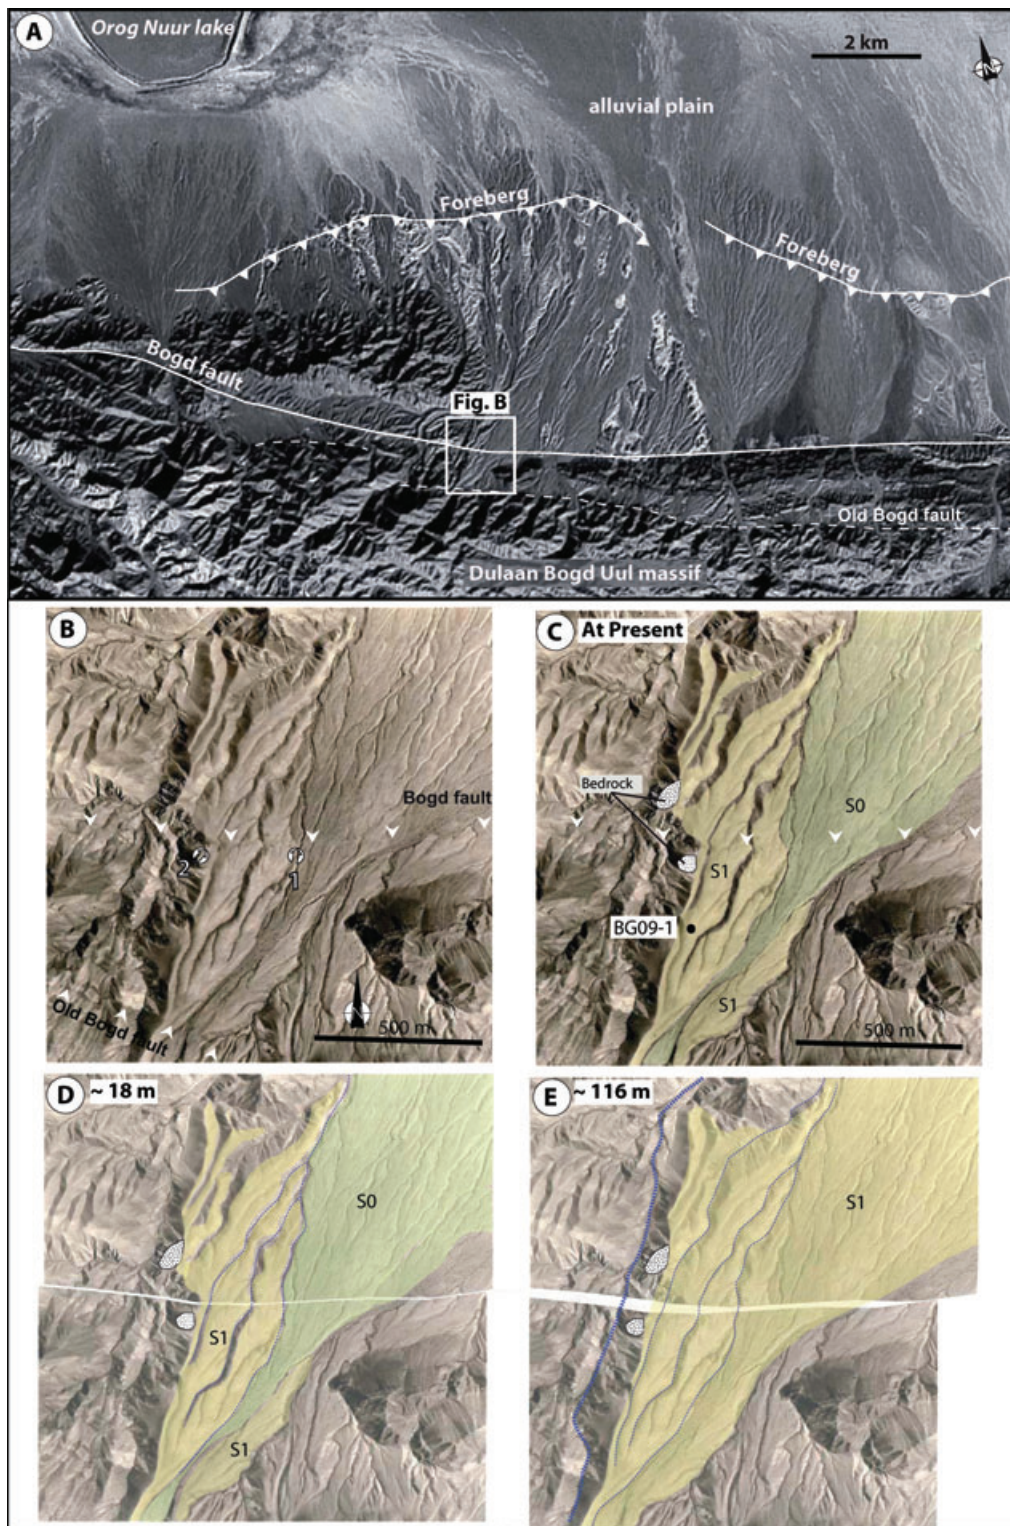 A
Orog Nuur lake
2 km
N
alluvial plain
Foreberg
Foreberg
Bogd fault
Fig. B
Old Bogd fault
Dulaan Bogd Uul massif
B
Bogd fault
2
1
Old Bogd fault
N
500 m
C At Present
Bedrock
S0
S1
BG09-1
S1
500 m
D ~ 18 m
S0
S1
S1
E ~ 116 m
S1